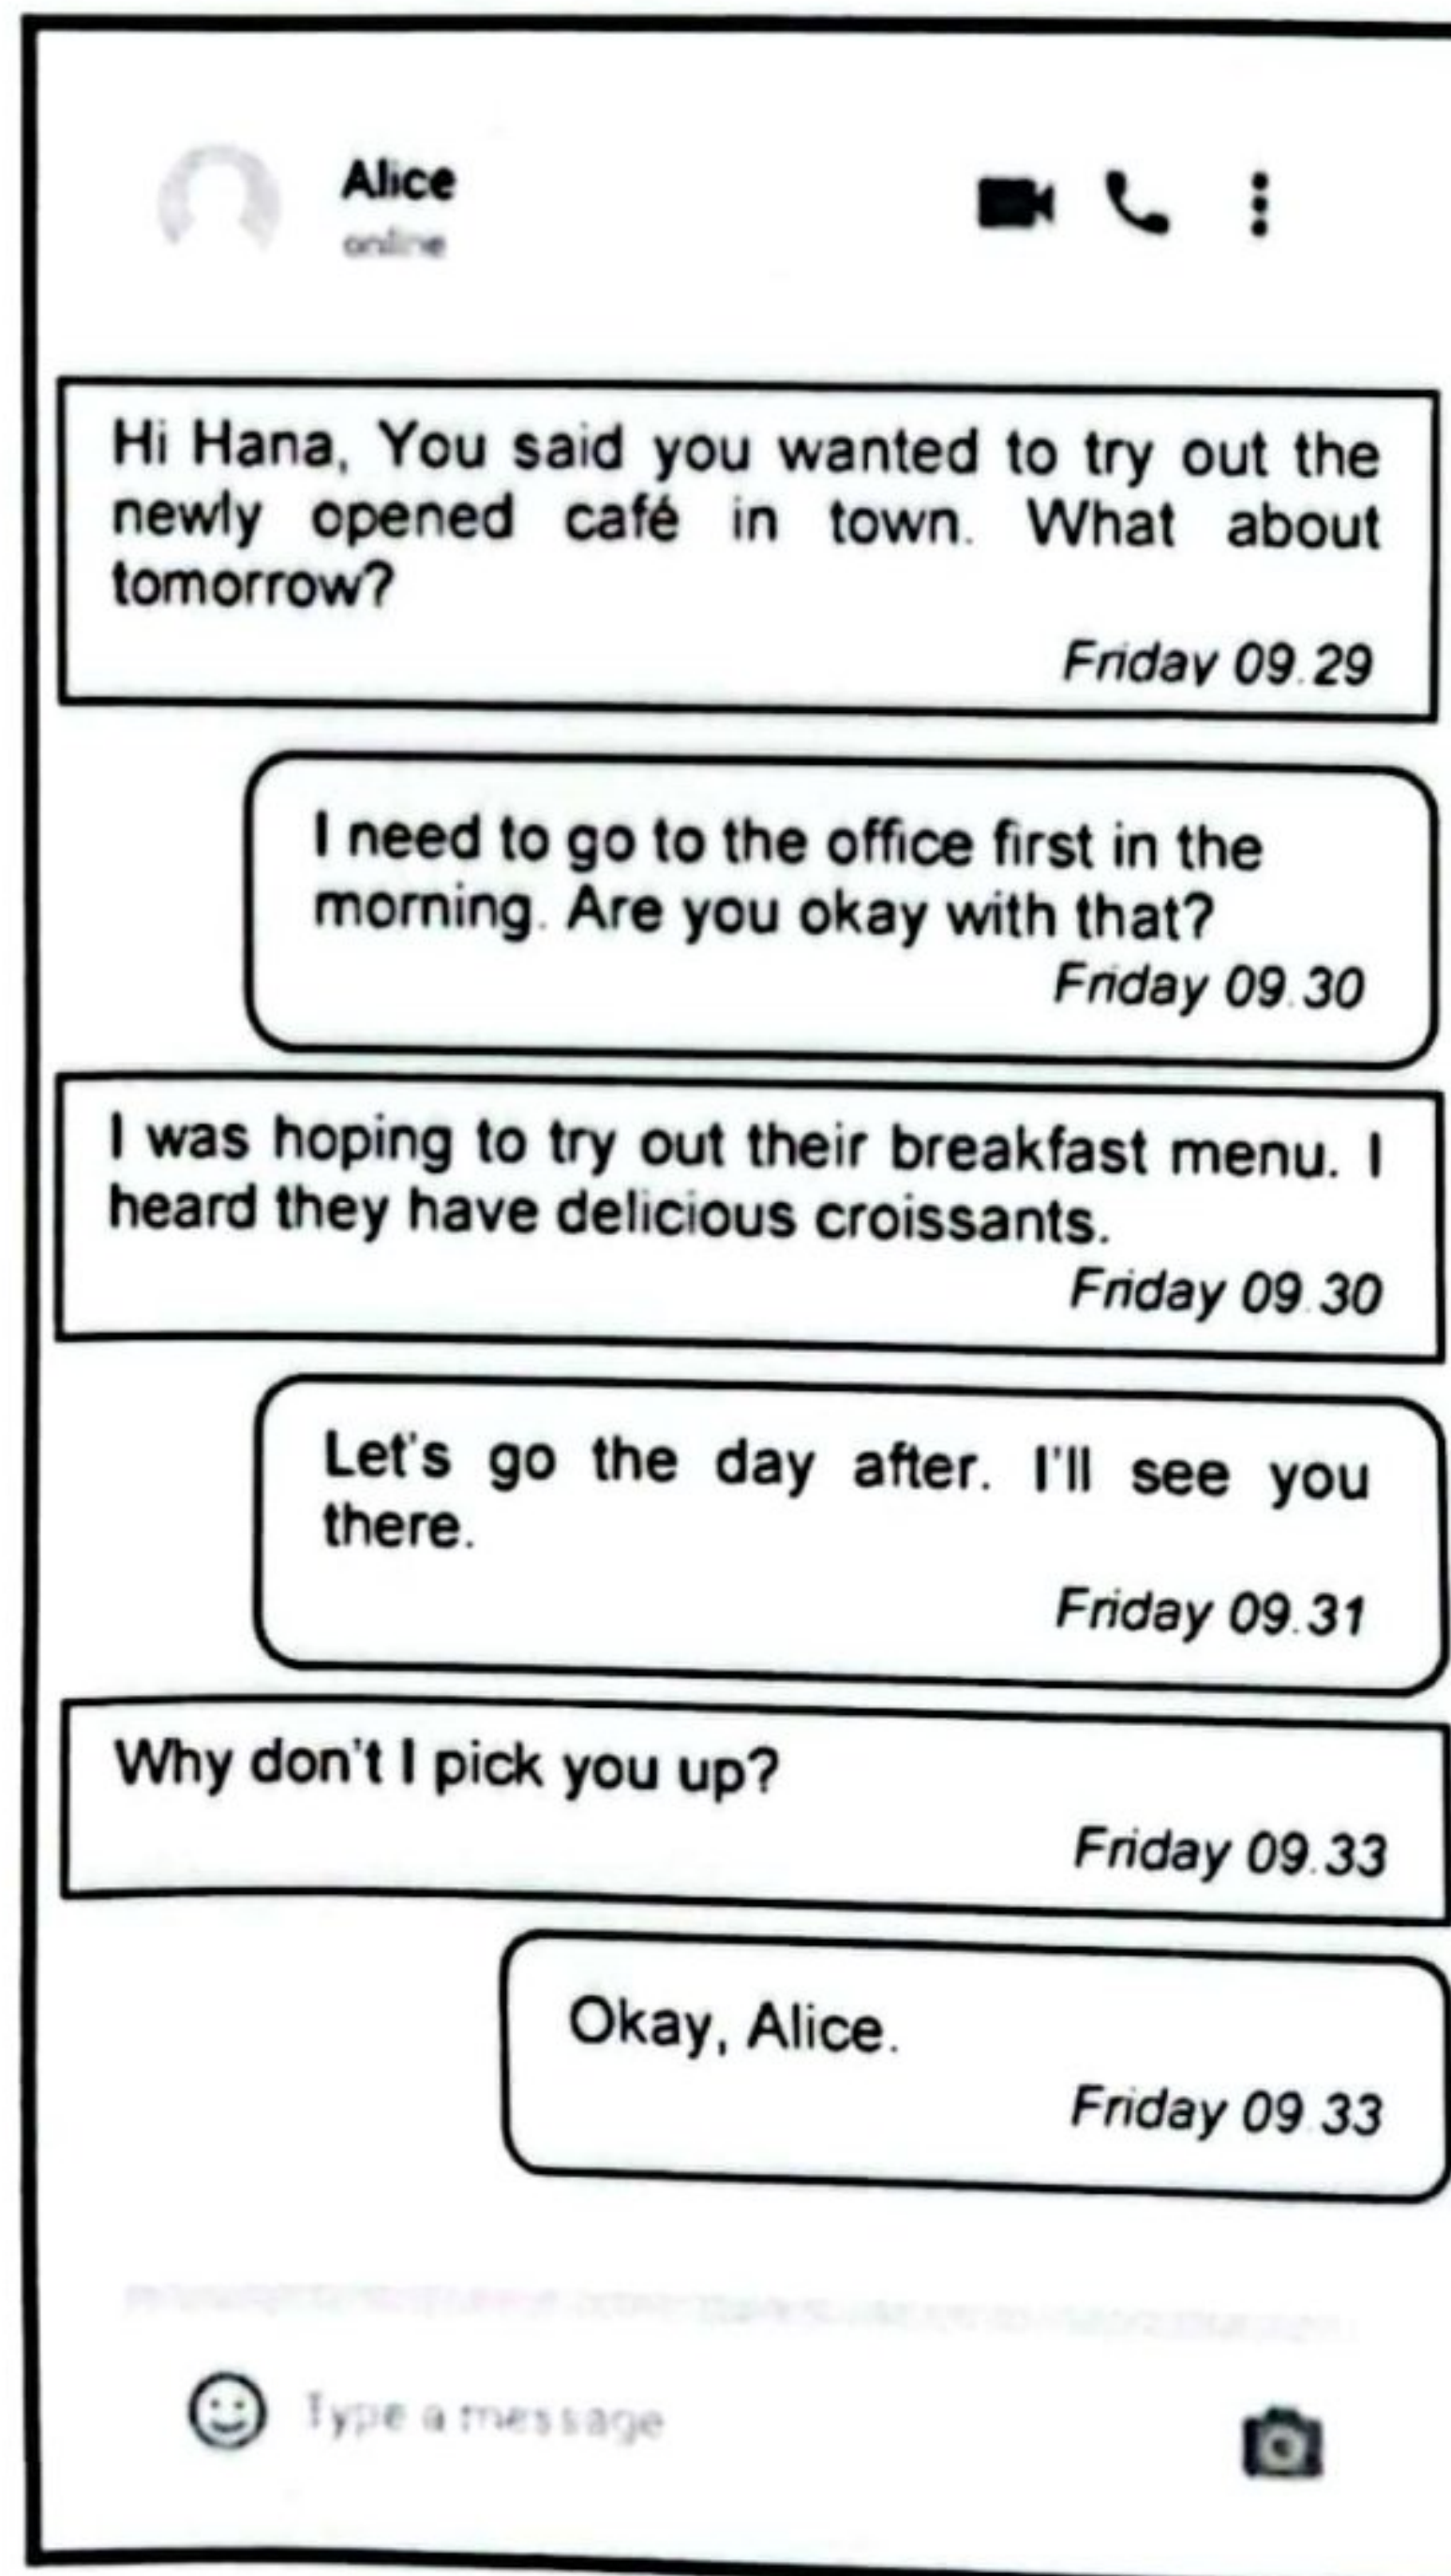 Alice
online
Hi Hana, You said you wanted to try out the
newly opened café in town. What about
tomorrow?
Friday 09.29
I need to go to the office first in the
morning. Are you okay with that?
Friday 09.30
I was hoping to try out their breakfast menu. I
heard they have delicious croissants.
Friday 09.30
Let's go the day after. I'll see you
there.
Friday 09.31
Why don't I pick you up?
Friday 09.33
Okay, Alice.
Friday 09.33
Type a message